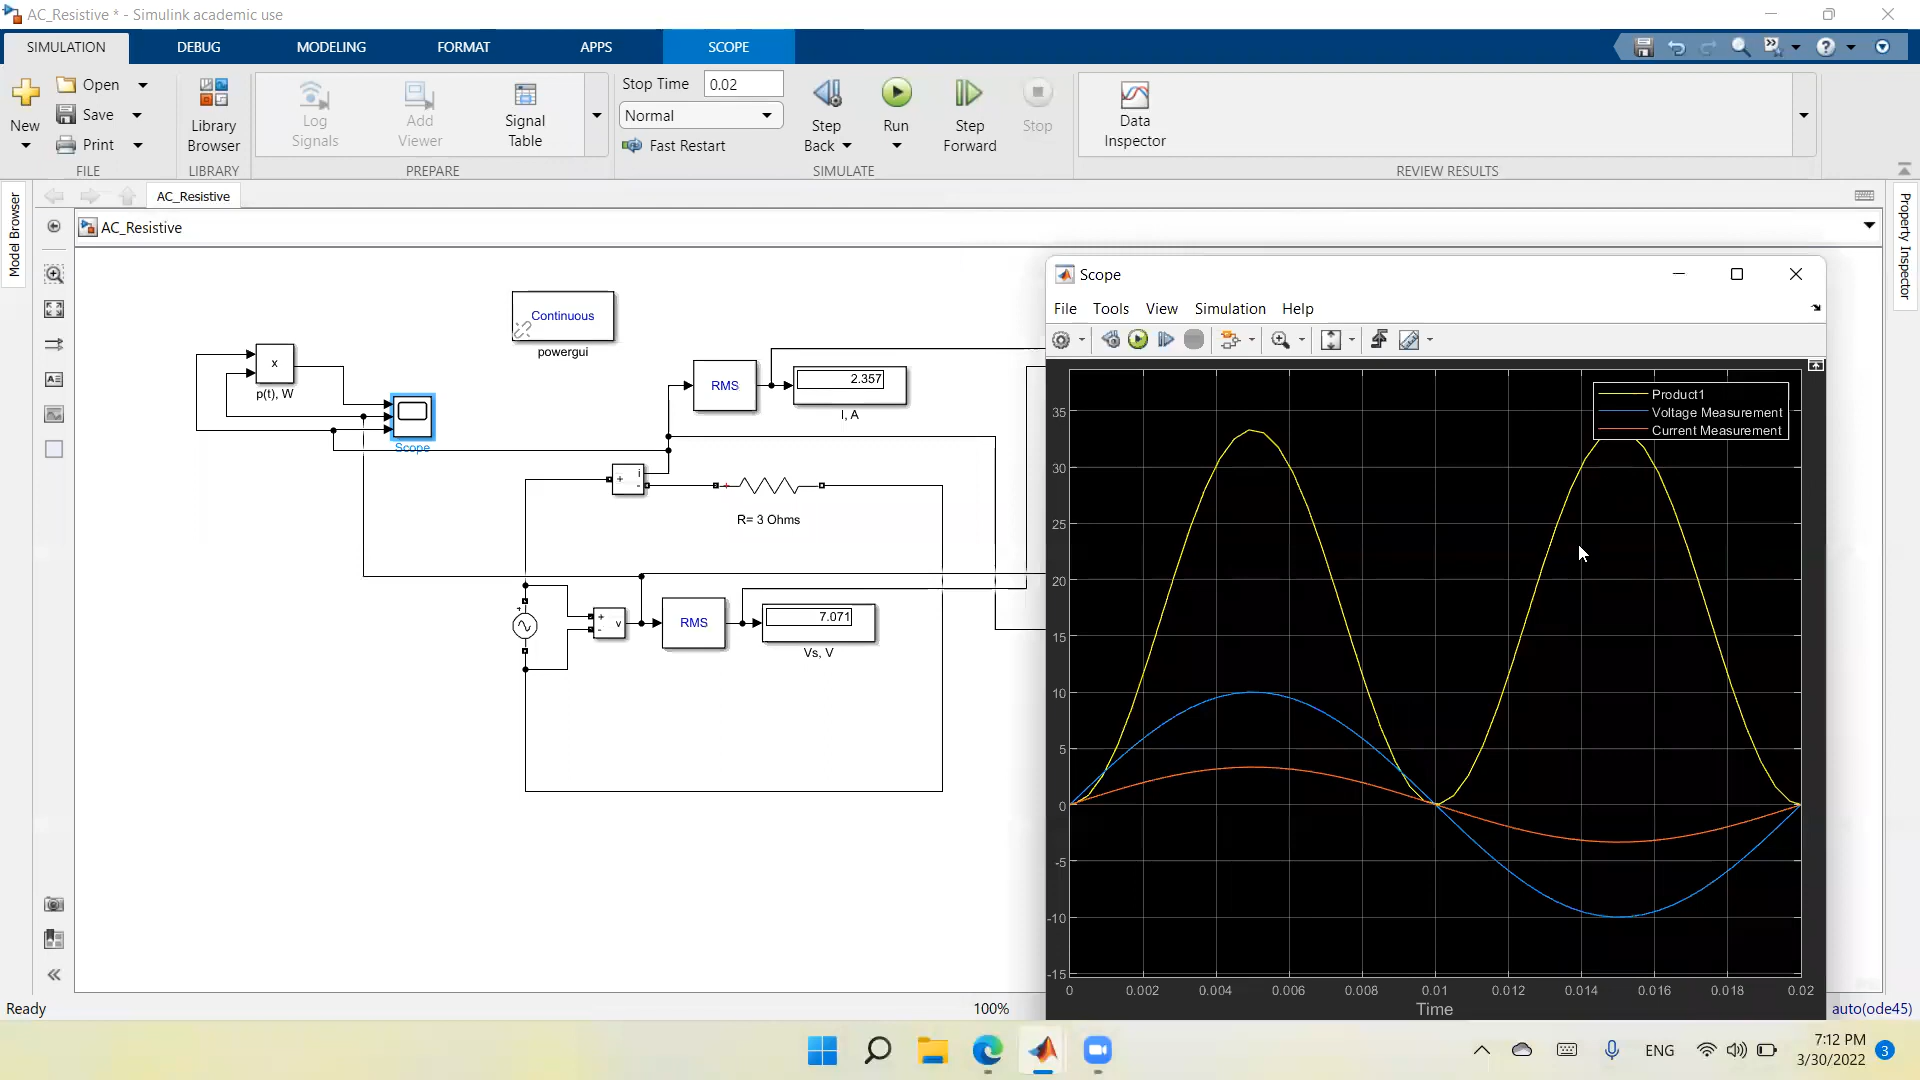 AC_Resistive * - Simulink academic use
SIMULATION DEBUG MODELING FORMAT APPS SCOPE
New
Open
Save
Print
FILE
Library
Browser
LIBRARY
Log
Signals
Add
Viewer
Signal
Table
PREPARE
Stop Time 0.02
Normal
Fast Restart
Step
Back
Run
Step
Forward
Stop
SIMULATE
Data
Inspector
REVIEW RESULTS
Model Browser
Property Inspector
AC_Resistive
AC_Resistive
Continuous
powergui
x
p(t), W
Scope
RMS
2.357
I, A
+
i
-
+
R= 3 Ohms
+
+
-
v
RMS
7.071
Vs, V
Scope
File Tools View Simulation Help
Product1
Voltage Measurement
Current Measurement
35
30
25
20
15
10
5
0
-5
-10
-15
0 0.002 0.004 0.006 0.008 0.01 0.012 0.014 0.016 0.018 0.02
Time
Ready
100%
auto(ode45)
ENG
7:12 PM
3/30/2022
3